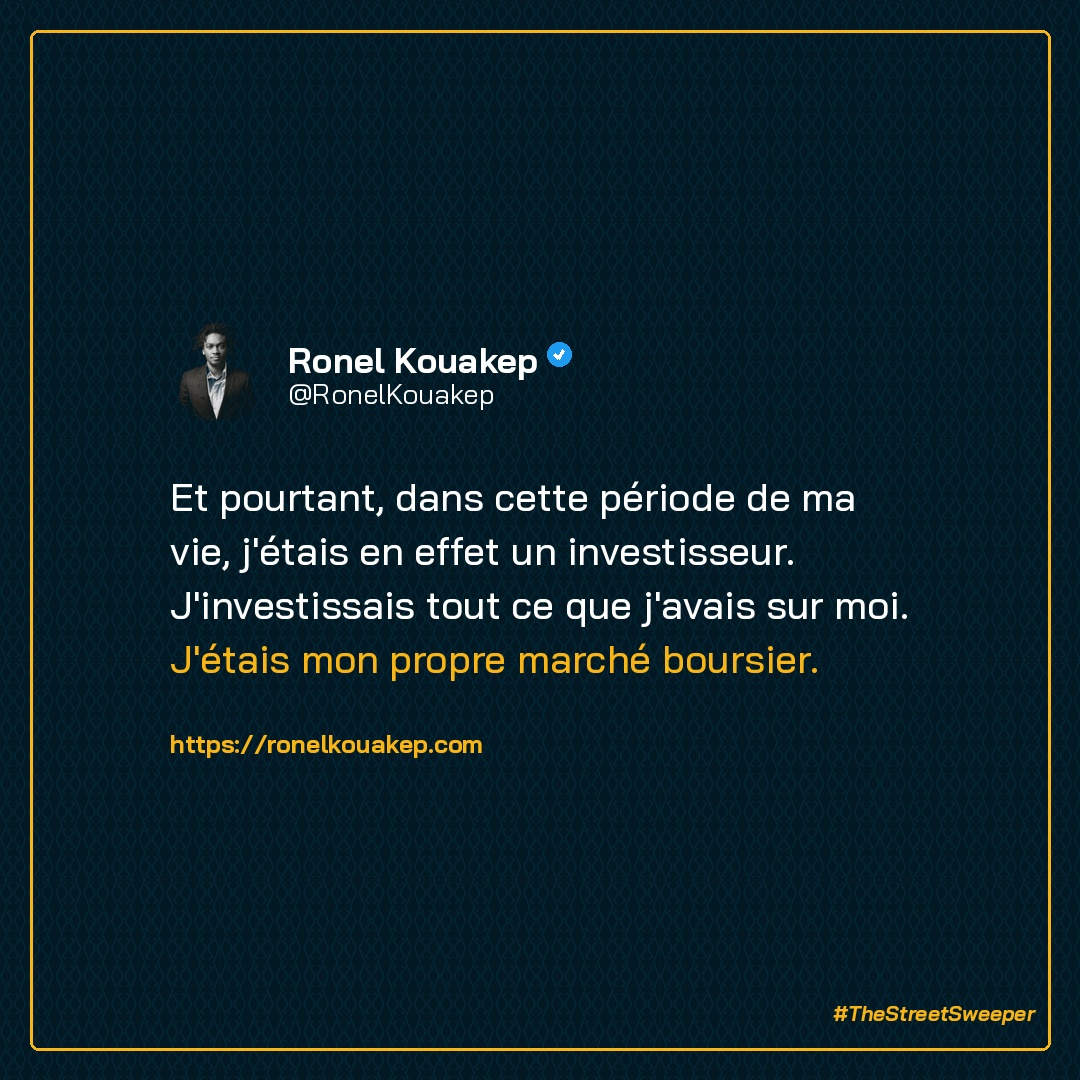 Ronel Kouakep
@RonelKouakep
Et pourtant, dans cette période de ma
vie, j'étais en effet un investisseur.
J'investissais tout ce que j'avais sur moi.
J'étais mon propre marché boursier.
https://ronelkouakep.com
#TheStreetSweeper